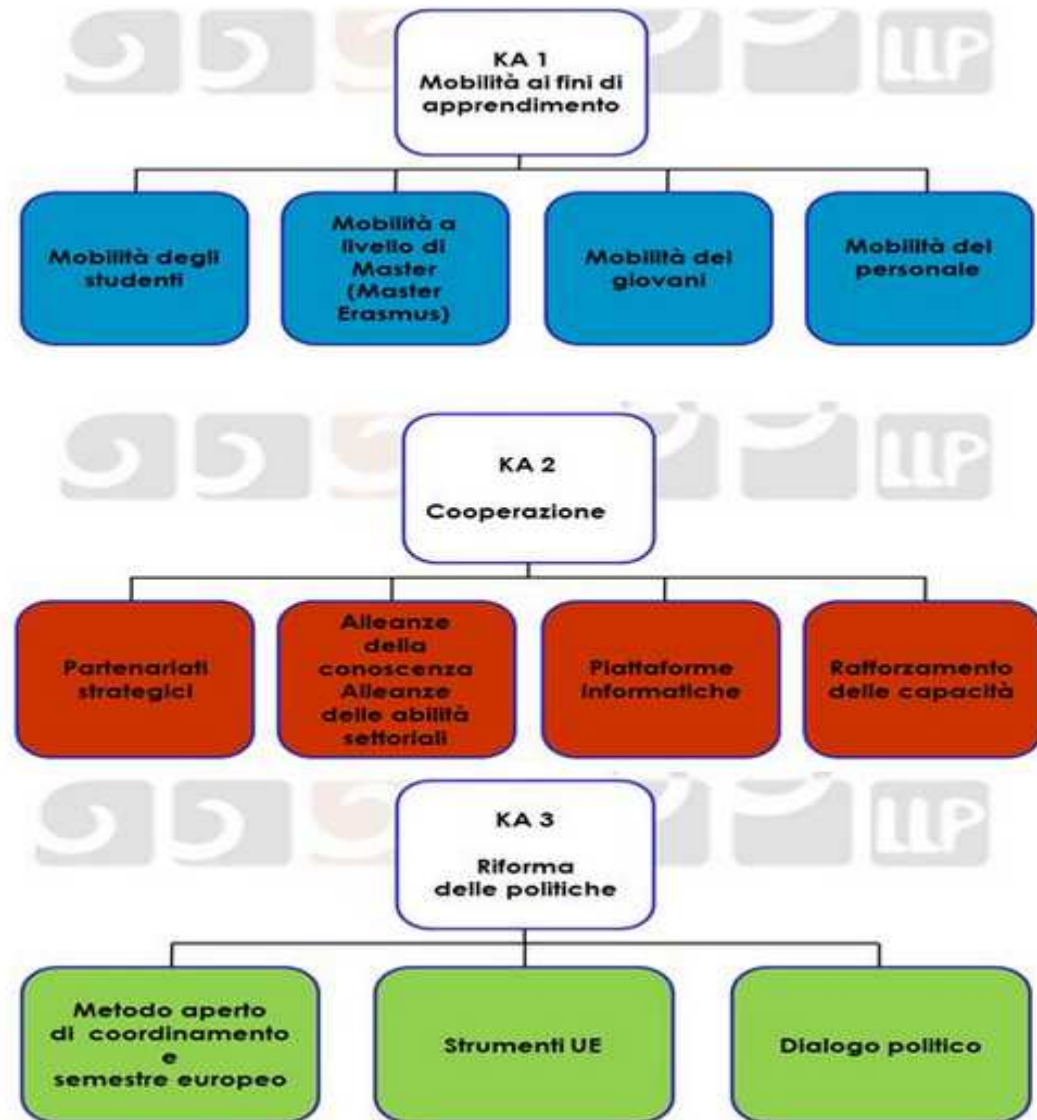 LLP
KA 1
Mobilità ai fini di
apprendimento
Mobilità degli
studenti
Mobilità a
livello di
Master
(Master
Erasmus)
Mobilità dei
giovani
Mobilità del
personale
LLP
KA 2
Cooperazione
Partenariati
strategici
Alleanze
della
conoscenza
Alleanze
delle abilità
settoriali
Piattaforme
informatiche
Rafforzamento
delle capacità
LLP
KA 3
Riforma
delle politiche
Metodo aperto
di coordinamento
e
semestre europeo
Strumenti UE
Dialogo politico